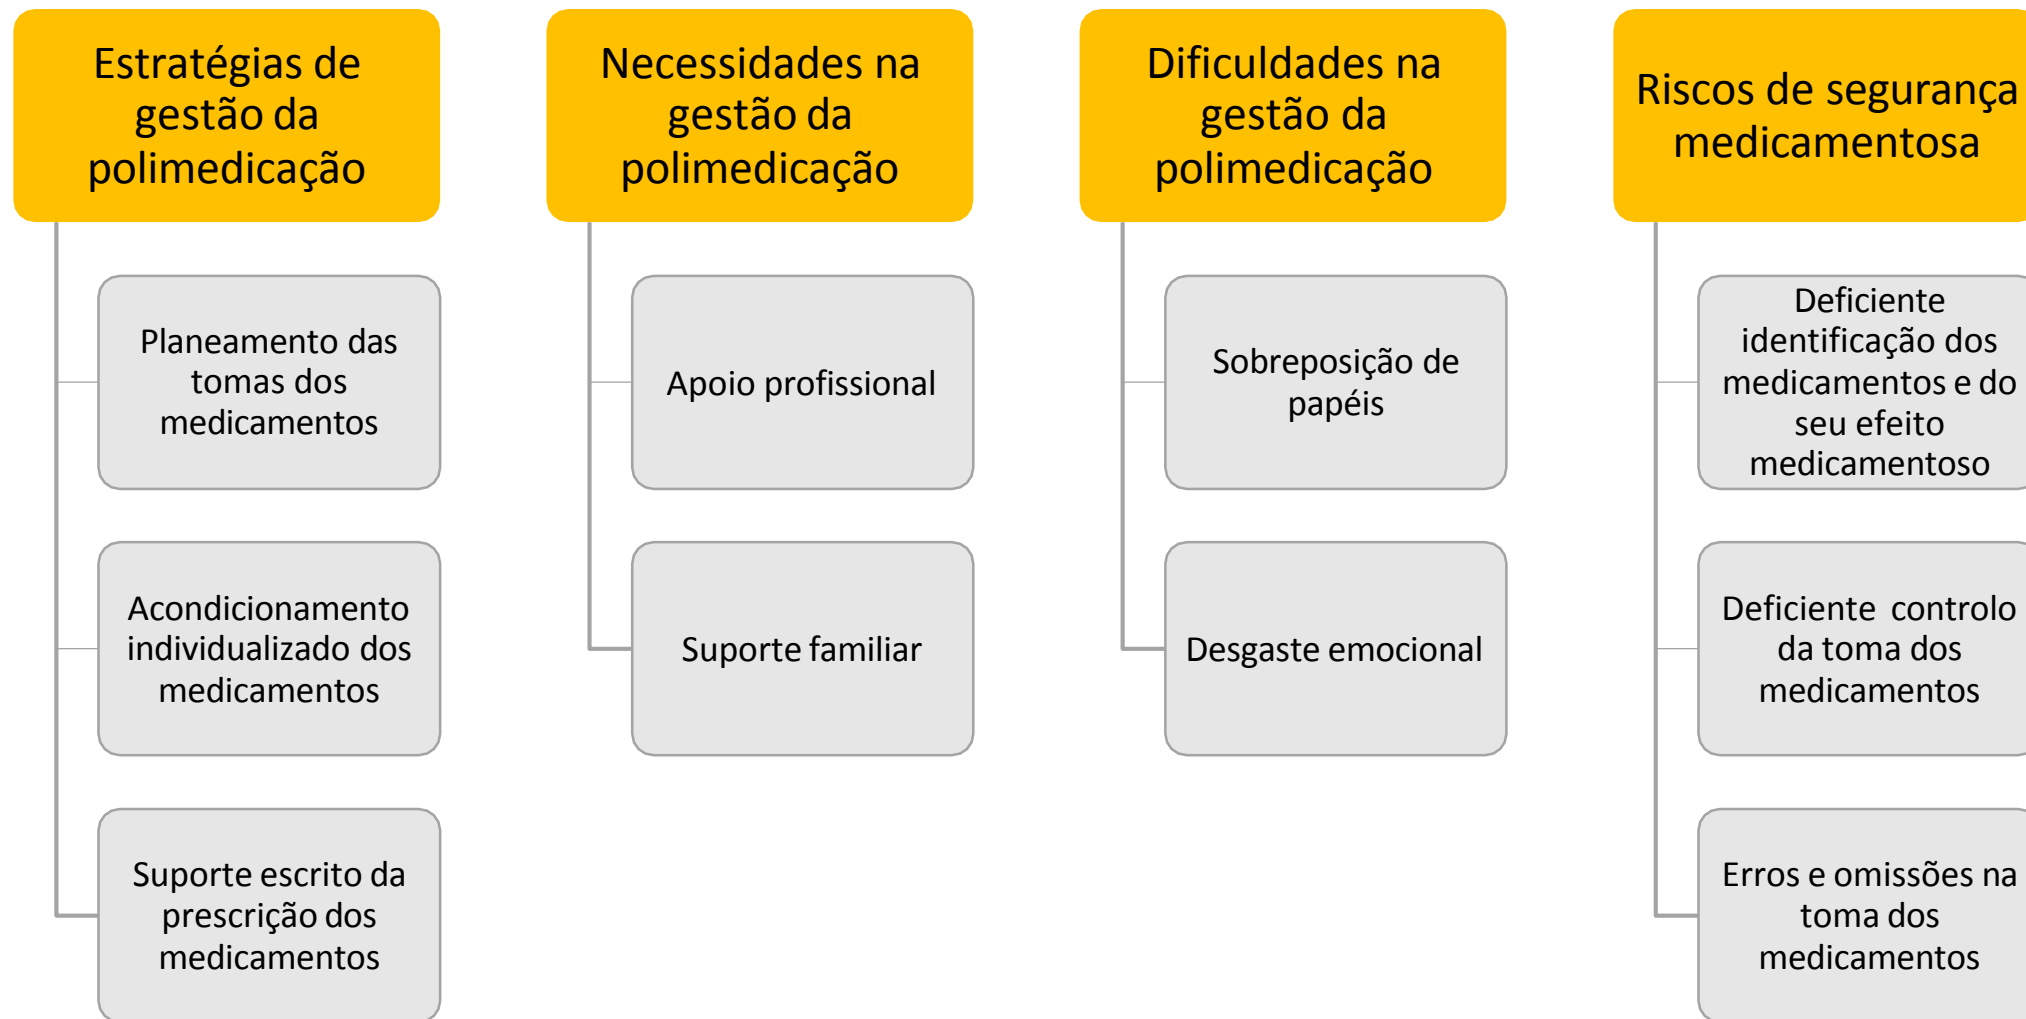 Estratégias de
gestão da
polimedicação
Planeamento das
tomas dos
medicamentos
Acondicionamento
individualizado dos
medicamentos
Suporte escrito da
prescrição dos
medicamentos
Necessidades na
gestão da
polimedicação
Apoio profissional
Suporte familiar
Dificuldades na
gestão da
polimedicação
Sobreposição de
papéis
Desgaste emocional
Riscos de segurança
medicamentosa
Deficiente
identificação dos
medicamentos e do
seu efeito
medicamentoso
Deficiente controlo
da toma dos
medicamentos
Erros e omissões na
toma dos
medicamentos